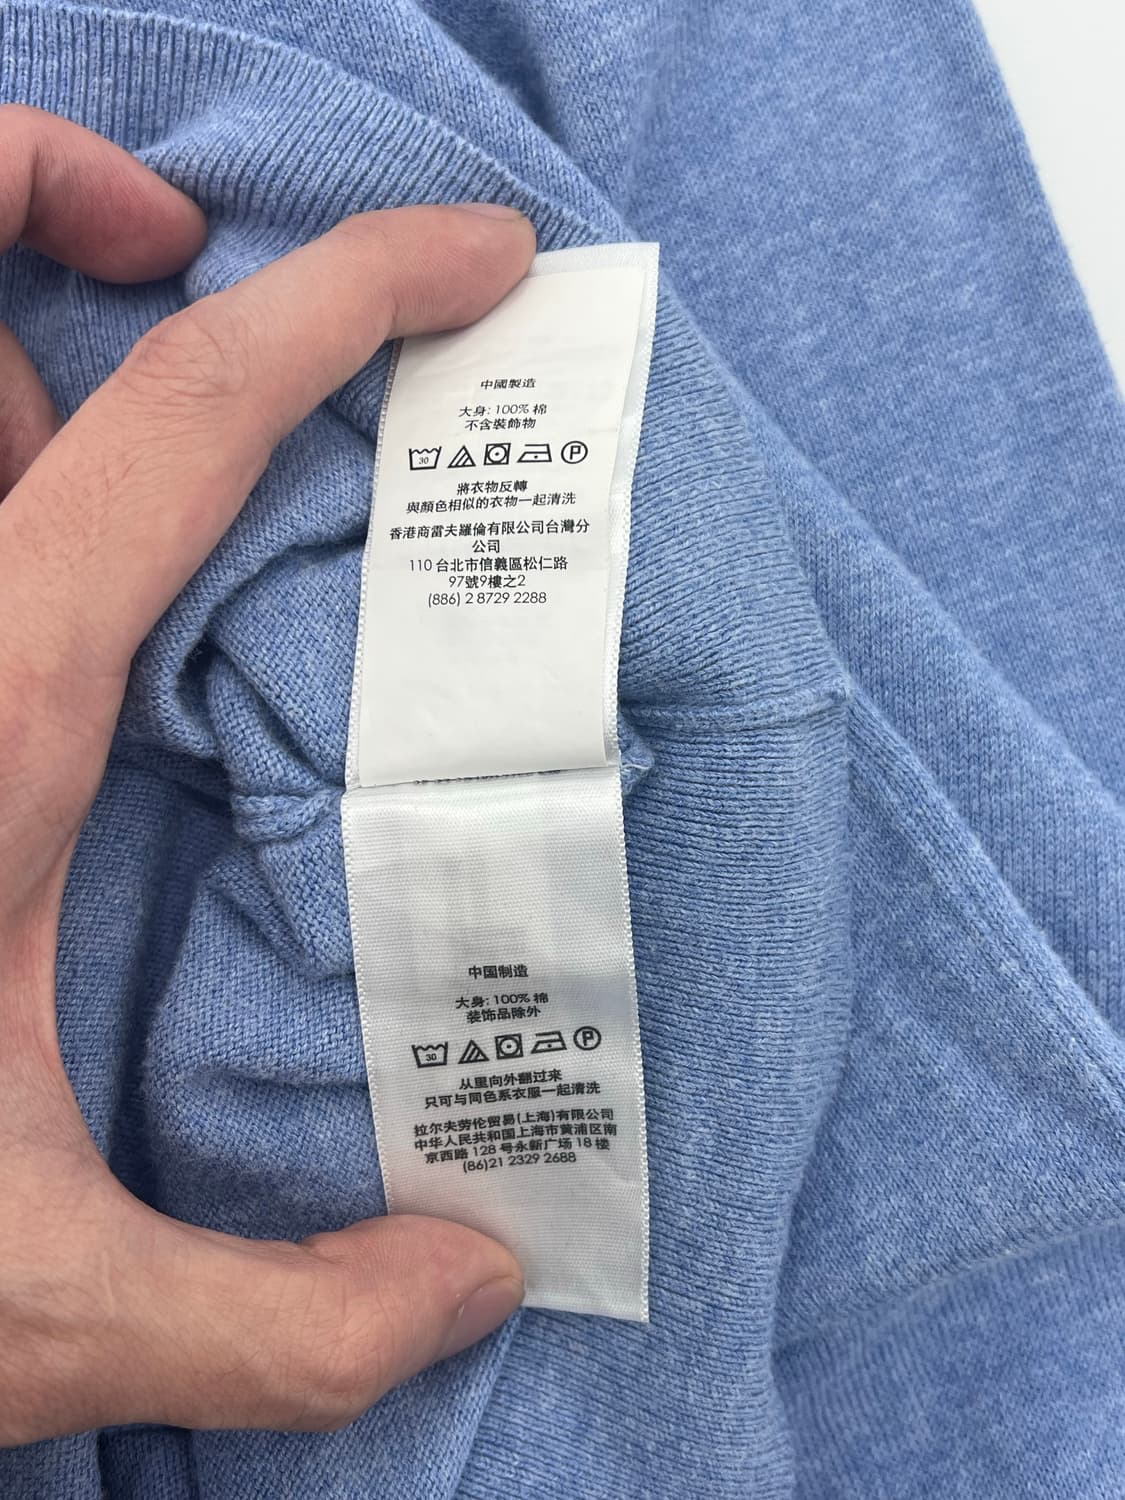 中國製造
大身: 100% 棉
不含裝飾物
30
P
將衣物反轉
與顏色相似的衣物一起清洗
香港商雷夫羅倫有限公司台灣分
公司
110 台北市信義區松仁路
97號9樓之2
(886) 2 8729 2288
中国制造
大身: 100% 棉
装饰品除外
30
P
从里向外翻过来
只可与同色系衣服一起清洗
拉尔夫劳伦贸易(上海)有限公司
中华人民共和国上海市黄浦区南
京西路 128 号永新广场 18 楼
(86)21 2329 2688